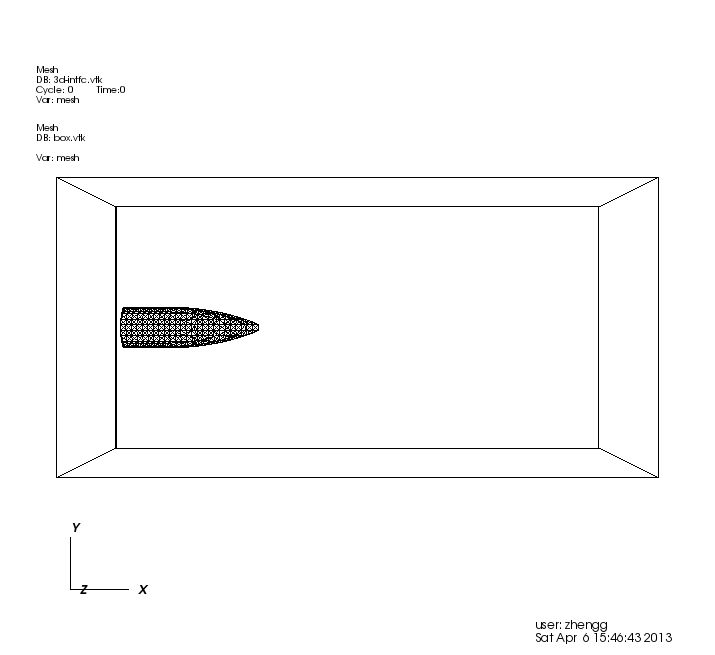 Mesh
DB: 3d-intfc.vtk
Cycle: 0 Time:0
Var: mesh
Mesh
DB: box.vtk
Var: mesh
Y
Z X
user: zhengg
Sat Apr 6 15:46:43 2013